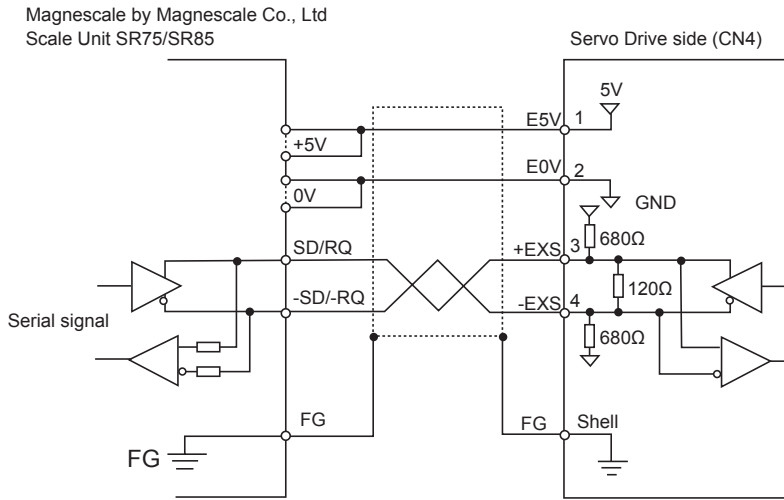 Magnescale by Magnescale Co., Ltd
Scale Unit SR75/SR85
Servo Drive side (CN4)
5V
E5V 1
+5V
E0V 2
0V
GND
680Ω
SD/RQ
+EXS 3
120Ω
-SD/-RQ
-EXS 4
Serial signal
680Ω
FG
FG Shell
FG